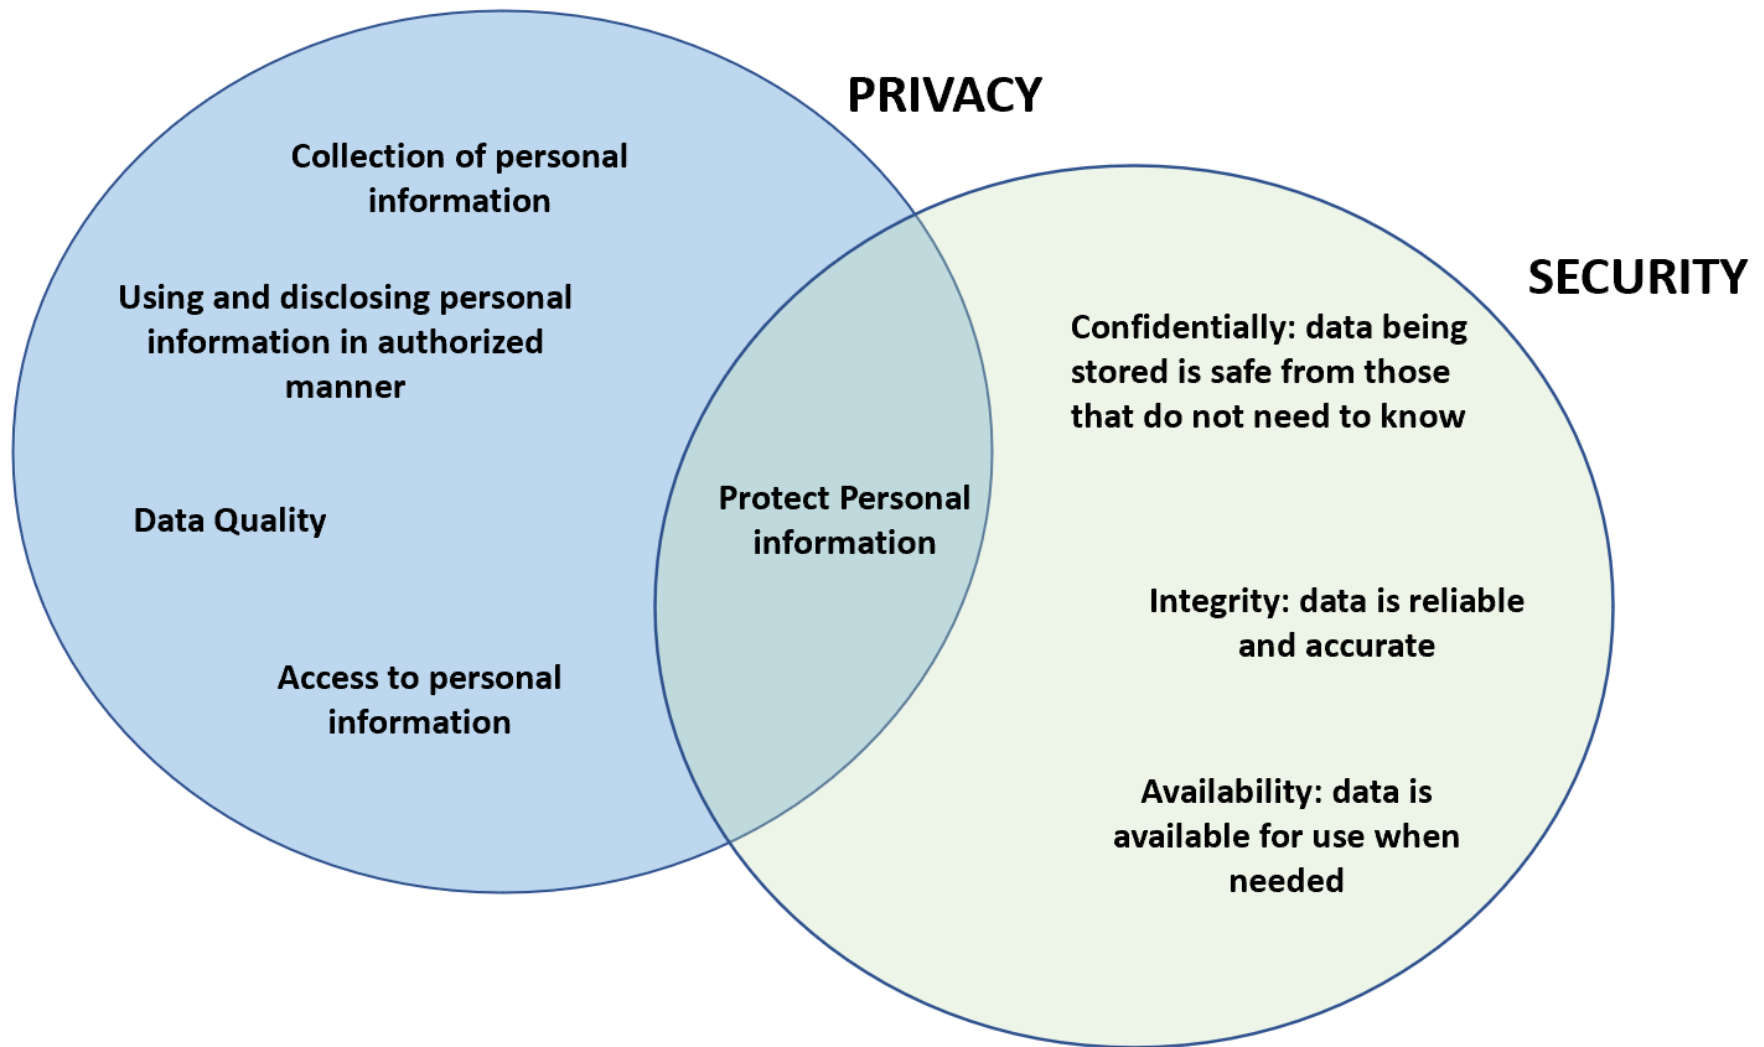 PRIVACY
Collection of personal
information
Using and disclosing personal
information in authorized
manner
Data Quality
Access to personal
information
Protect Personal
information
SECURITY
Confidentially: data being
stored is safe from those
that do not need to know
Integrity: data is reliable
and accurate
Availability: data is
available for use when
needed